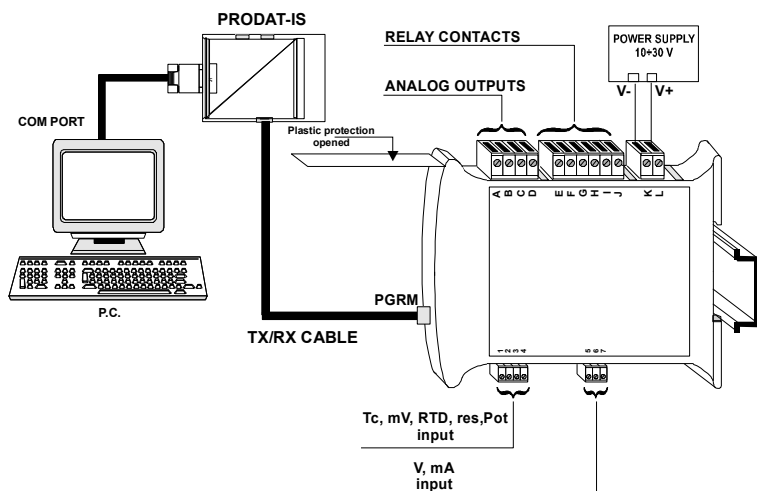 PRODAT-IS
RELAY CONTACTS
POWER SUPPLY
10÷30 V
ANALOG OUTPUTS
V-
V+
COM PORT
Plastic protection
opened
A
B
C
D
E
F
G
H
I
J
K
L
PGRM
P.C.
TX/RX CABLE
1
2
3
4
5
6
7
Tc, mV, RTD, res,Pot
input
V, mA
input